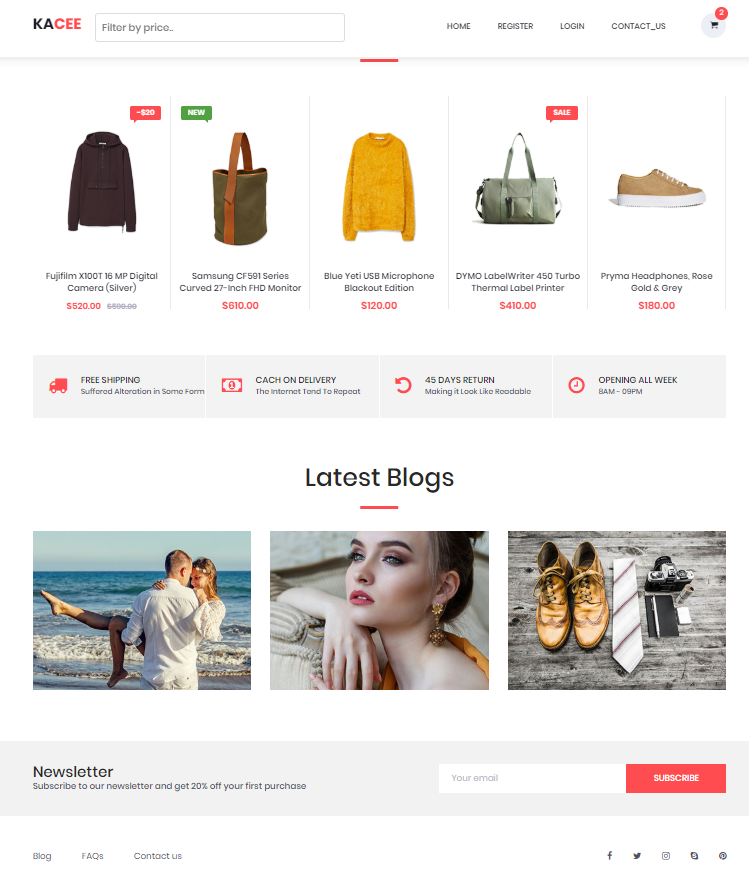 KACEE
Filter by price..
HOME
REGISTER
LOGIN
CONTACT_US
2
-$20
NEW
SALE
Fujifilm X100T 16 MP Digital
Camera (Silver)
$520.00 $590.00
Samsung CF591 Series
Curved 27-Inch FHD Monitor
$610.00
Blue Yeti USB Microphone
Blackout Edition
$120.00
DYMO LabelWriter 450 Turbo
Thermal Label Printer
$410.00
Pryma Headphones, Rose
Gold & Grey
$180.00
FREE SHIPPING
Suffered Alteration in Some Form
CACH ON DELIVERY
The Internet Tend To Repeat
45 DAYS RETURN
Making it Look Like Readable
OPENING ALL WEEK
8AM - 09PM
Latest Blogs
Newsletter
Subscribe to our newsletter and get 20% off your first purchase
Your email
SUBSCRIBE
Blog
FAQs
Contact us